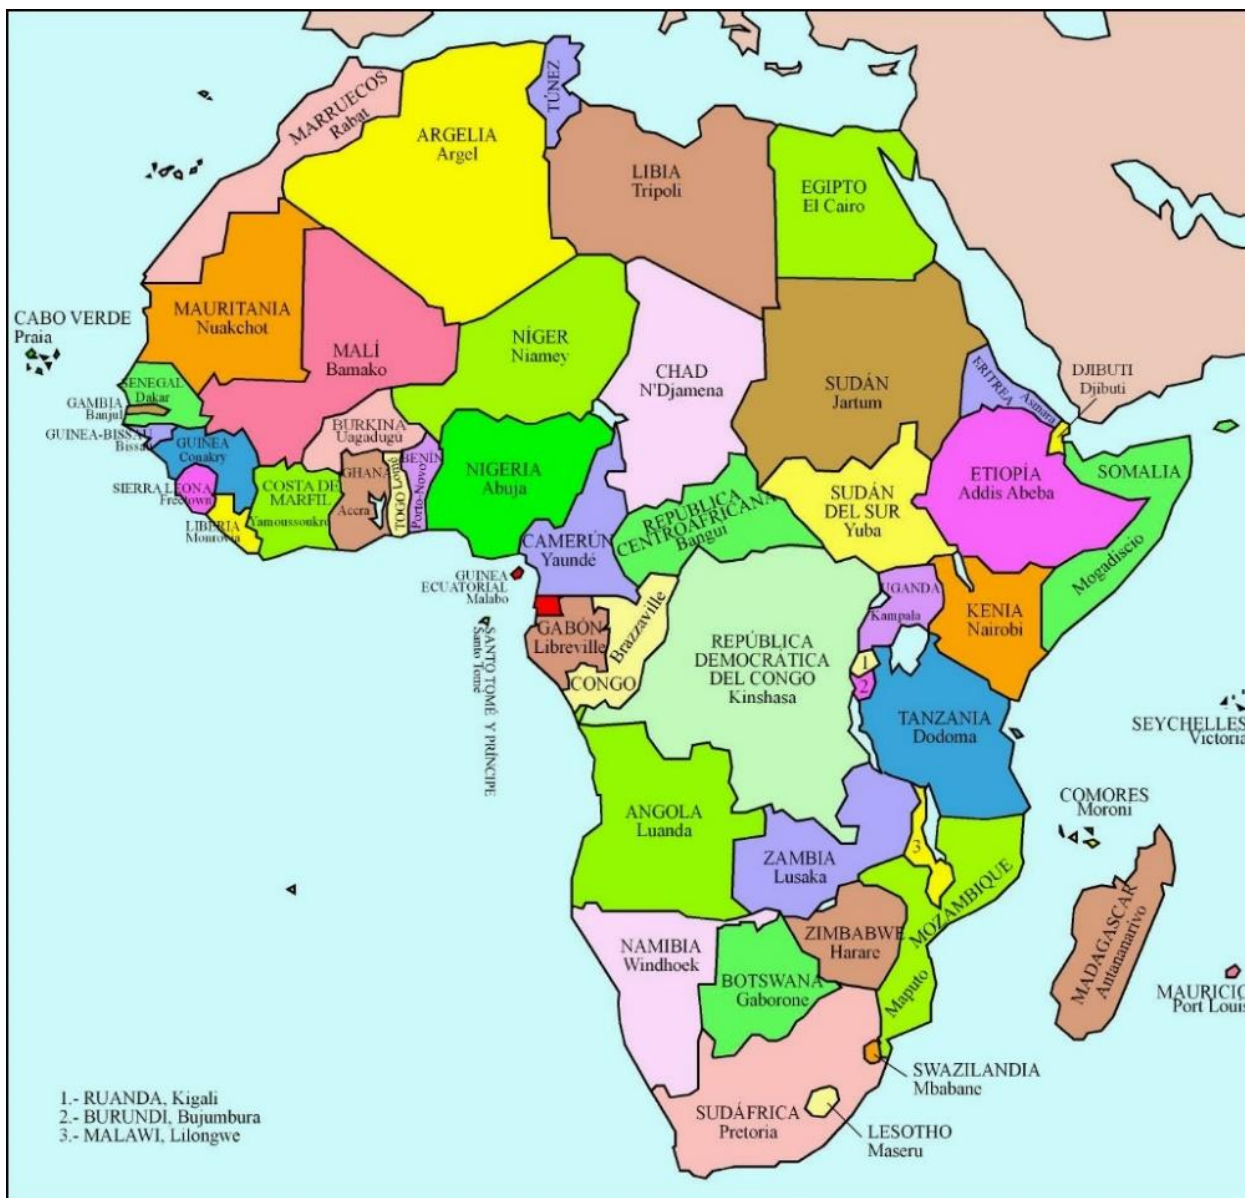 MARRUECOS
Rabat
ARGELIA
Argel
TÚNEZ
LIBIA
Trípoli
EGIPTO
El Cairo
CABO VERDE
Praia
MAURITANIA
Nuakchot
MALÍ
Bamako
NÍGER
Niamey
CHAD
N'Djamena
SUDÁN
Jartum
ERITREA
Asmara
DJIBUTI
Djibuti
SENEGAL
Dakar
GAMBIA
Banjul
GUINEA-BISSAU
Bissau
GUINEA
Conakry
SIERRA LEONA
Freetown
LIBERIA
Monrovia
COSTA DE
MARFIL
Yamoussoukro
BURKINA
Uagadugú
GHANA
Accra
TOGO Lomé
BENÍN
Porto-Novo
NIGERIA
Abuja
CAMERÚN
Yaundé
REPÚBLICA
CENTROAFRICANA
Bangui
SUDÁN
DEL SUR
Yuba
ETIOPÍA
Addis Abeba
SOMALIA
Mogadiscio
GUINEA
ECUATORIAL
Malabo
SANTO TOMÉ Y PRÍNCIPE
Santo Tomé
GABÓN
Libreville
CONGO
Brazzaville
REPÚBLICA
DEMOCRÁTICA
DEL CONGO
Kinshasa
UGANDA
Kampala
KENIA
Nairobi
1
2
TANZANIA
Dodoma
SEYCHELLES
Victoria
COMORES
Moroni
ANGOLA
Luanda
ZAMBIA
Lusaka
3
MOZAMBIQUE
Maputo
MADAGASCAR
Antananarivo
NAMIBIA
Windhoek
BOTSWANA
Gaborone
ZIMBABWE
Harare
MAURICIO
Port Louis
SWAZILANDIA
Mbabane
SUDÁFRICA
Pretoria
LESOTHO
Maseru
1.- RUANDA, Kigali
2.- BURUNDI, Bujumbura
3.- MALAWI, Lilongwe